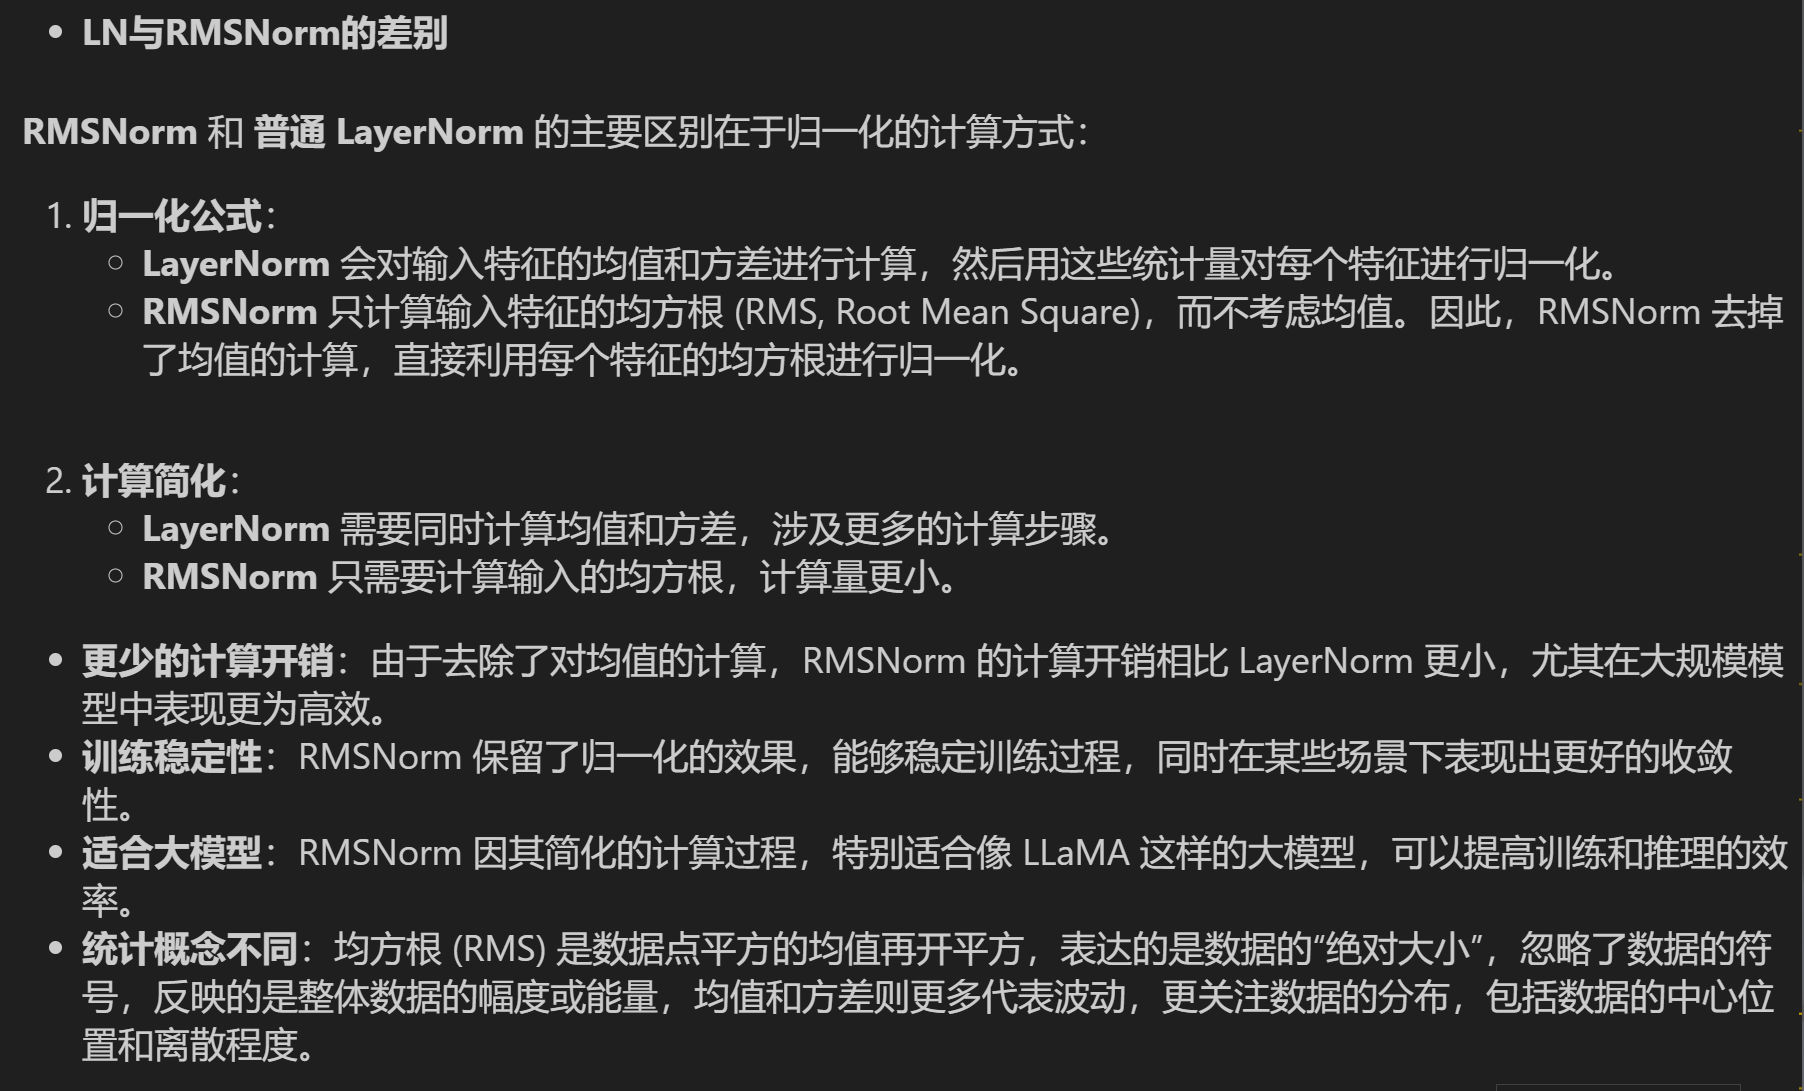 • LN与RMSNorm的差别
RMSNorm 和 普通 LayerNorm 的主要区别在于归一化的计算方式：
1. 归一化公式：
○ LayerNorm 会对输入特征的均值和方差进行计算，然后用这些统计量对每个特征进行归一化。
○ RMSNorm 只计算输入特征的均方根 (RMS, Root Mean Square)，而不考虑均值。因此，RMSNorm 去掉
了均值的计算，直接利用每个特征的均方根进行归一化。
2. 计算简化：
○ LayerNorm 需要同时计算均值和方差，涉及更多的计算步骤。
○ RMSNorm 只需要计算输入的均方根，计算量更小。
• 更少的计算开销：由于去除了对均值的计算，RMSNorm 的计算开销相比 LayerNorm 更小，尤其在大规模模
型中表现更为高效。
• 训练稳定性：RMSNorm 保留了归一化的效果，能够稳定训练过程，同时在某些场景下表现出更好的收敛
性。
• 适合大模型：RMSNorm 因其简化的计算过程，特别适合像 LLaMA 这样的大模型，可以提高训练和推理的效
率。
• 统计概念不同：均方根 (RMS) 是数据点平方的均值再开平方，表达的是数据的“绝对大小”，忽略了数据的符
号，反映的是整体数据的幅度或能量，均值和方差则更多代表波动，更关注数据的分布，包括数据的中心位
置和离散程度。